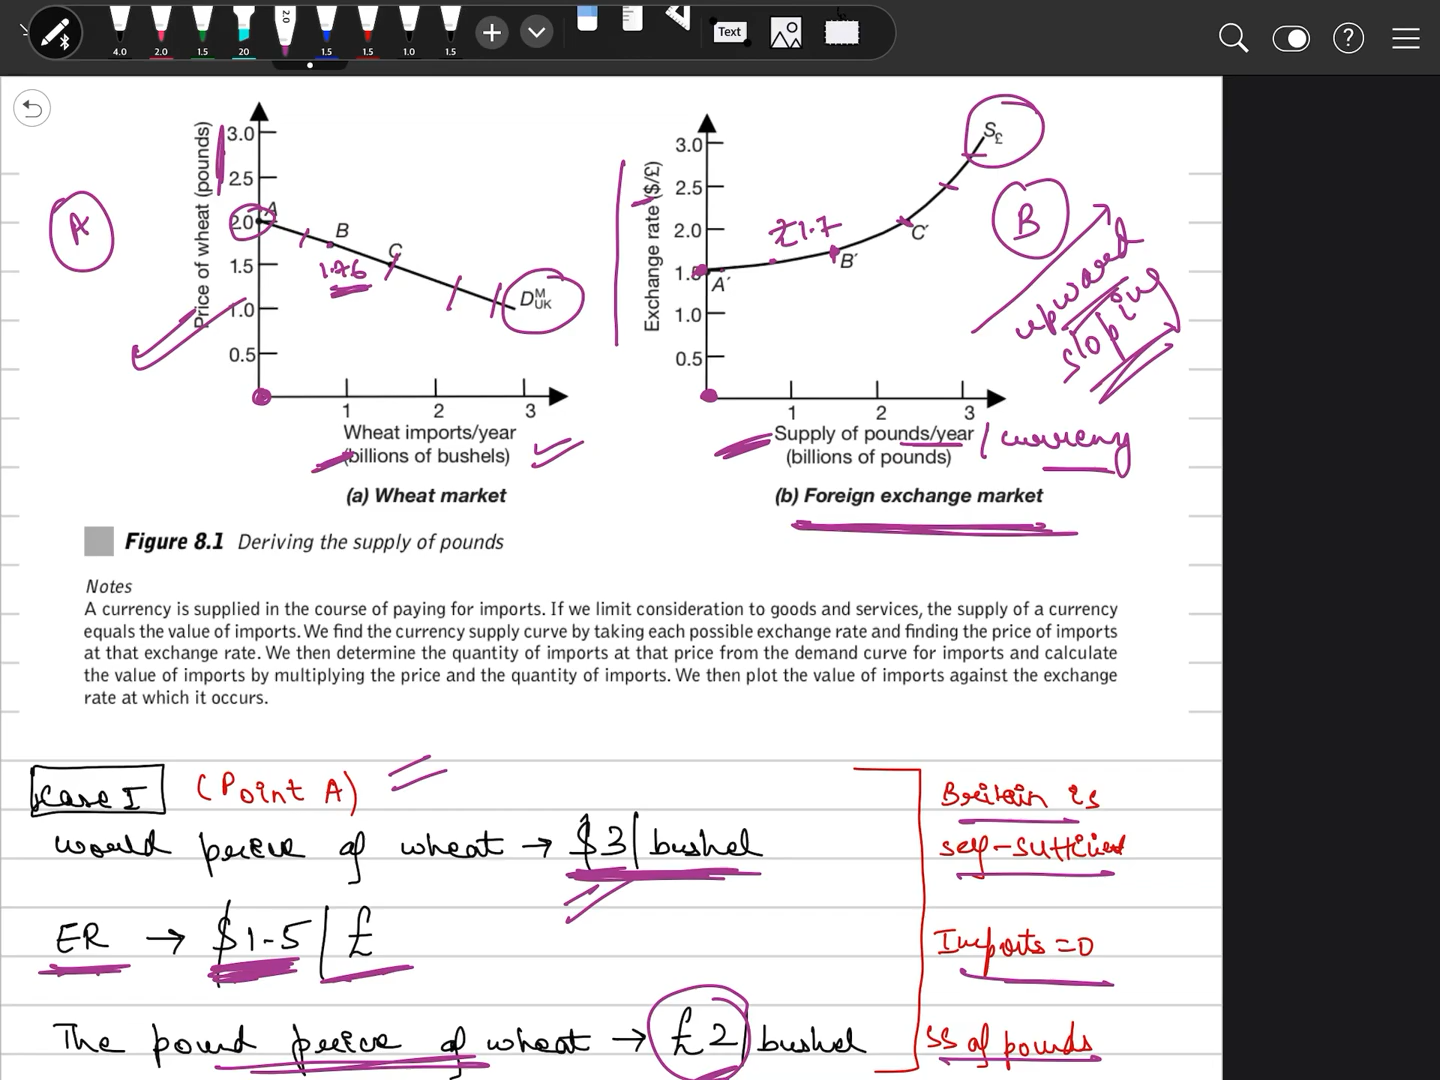 4.0 2.0 1.5 20 2.0 1.5 1.5 1.0 1.5
Text
A
Price of wheat (pounds)
3.0
2.5
2.0
1.5
1.0
0.5
A
B
C
1.76
D M UK
1 2 3
Wheat imports/year
(billions of bushels)
(a) Wheat market
Exchange rate ($/£)
3.0
2.5
2.0
1.5
1.0
0.5
S£
B
£1.7
A′
B′
C′
upward
sloping
1 2 3
Supply of pounds/year / currency
(billions of pounds)
(b) Foreign exchange market
Figure 8.1 Deriving the supply of pounds
Notes
A currency is supplied in the course of paying for imports. If we limit consideration to goods and services, the supply of a currency
equals the value of imports. We find the currency supply curve by taking each possible exchange rate and finding the price of imports
at that exchange rate. We then determine the quantity of imports at that price from the demand curve for imports and calculate
the value of imports by multiplying the price and the quantity of imports. We then plot the value of imports against the exchange
rate at which it occurs.
Case I (Point A)
world price of wheat → $3/bushel
ER → $1-5/£
The pound price of wheat → £2/bushel
Britain is
self-sufficient
Imports = 0
SS of pounds